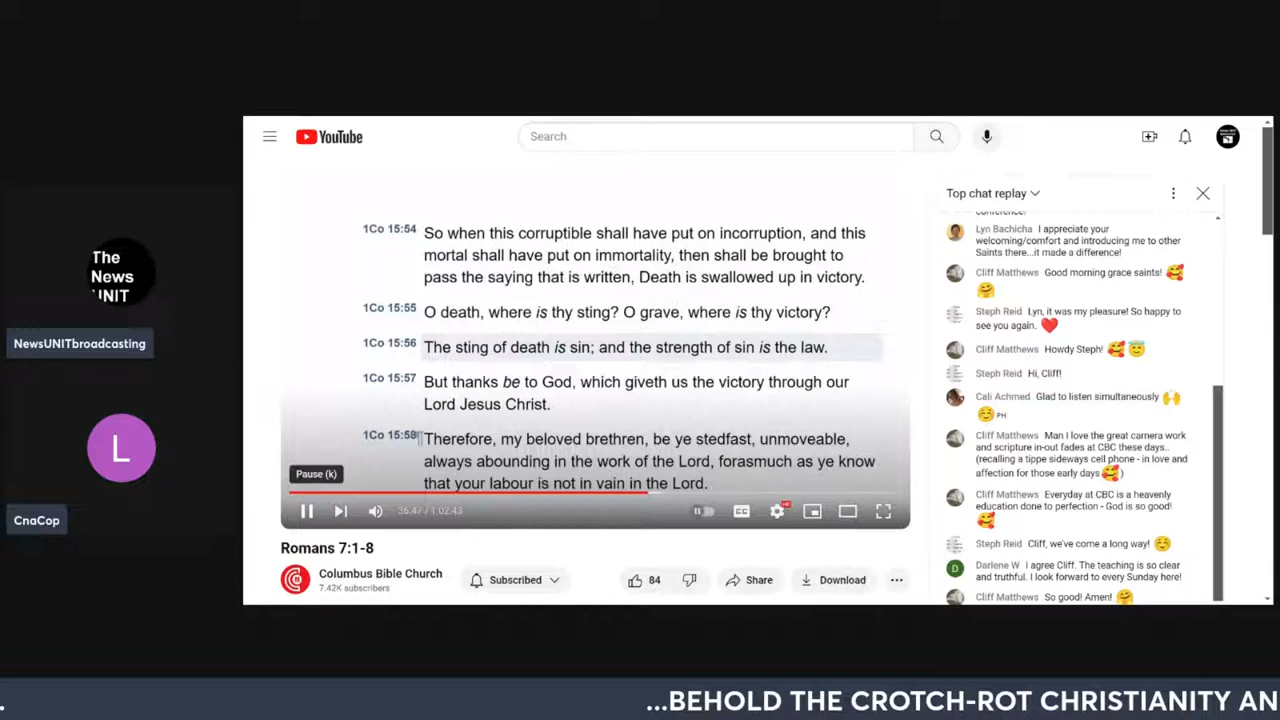 The
News
UNIT
NewsUNITbroadcasting
L
CnaCop
YouTube
Search
1Co 15:54 So when this corruptible shall have put on incorruption, and this
mortal shall have put on immortality, then shall be brought to
pass the saying that is written, Death is swallowed up in victory.
1Co 15:55 O death, where is thy sting? O grave, where is thy victory?
1Co 15:56 The sting of death is sin; and the strength of sin is the law.
1Co 15:57 But thanks be to God, which giveth us the victory through our
Lord Jesus Christ.
1Co 15:58 Therefore, my beloved brethren, be ye stedfast, unmoveable,
always abounding in the work of the Lord, forasmuch as ye know
that your labour is not in vain in the Lord.
Pause (k)
36:47 / 1:02:43
CC
HD
Romans 7:1-8
Columbus Bible Church
7.42K subscribers
Subscribed
84
Share
Download
Top chat replay
conference!
Lyn Bachicha I appreciate your
welcoming/comfort and introducing me to other
Saints there...it made a difference!
Cliff Matthews Good morning grace saints!
Steph Reid Lyn, it was my pleasure! So happy to
see you again.
Cliff Matthews Howdy Steph!
Steph Reid Hi, Cliff!
Cali Achmed Glad to listen simultaneously
PH
Cliff Matthews Man I love the great camera work
and scripture in-out fades at CBC these days..
(recalling a tippe sideways cell phone - in love and
affection for those early days )
Cliff Matthews Everyday at CBC is a heavenly
education done to perfection - God is so good!
Steph Reid Cliff, we've come a long way!
D
Darlene W I agree Cliff. The teaching is so clear
and truthful. I look forward to every Sunday here!
Cliff Matthews So good! Amen!
. ...BEHOLD THE CROTCH-ROT CHRISTIANITY AN